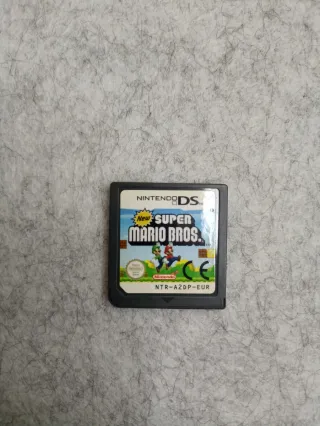 NINTENDO DS
New SUPER
MARIO BROS.
Nintendo
CE
NTR-A2DP-EUR